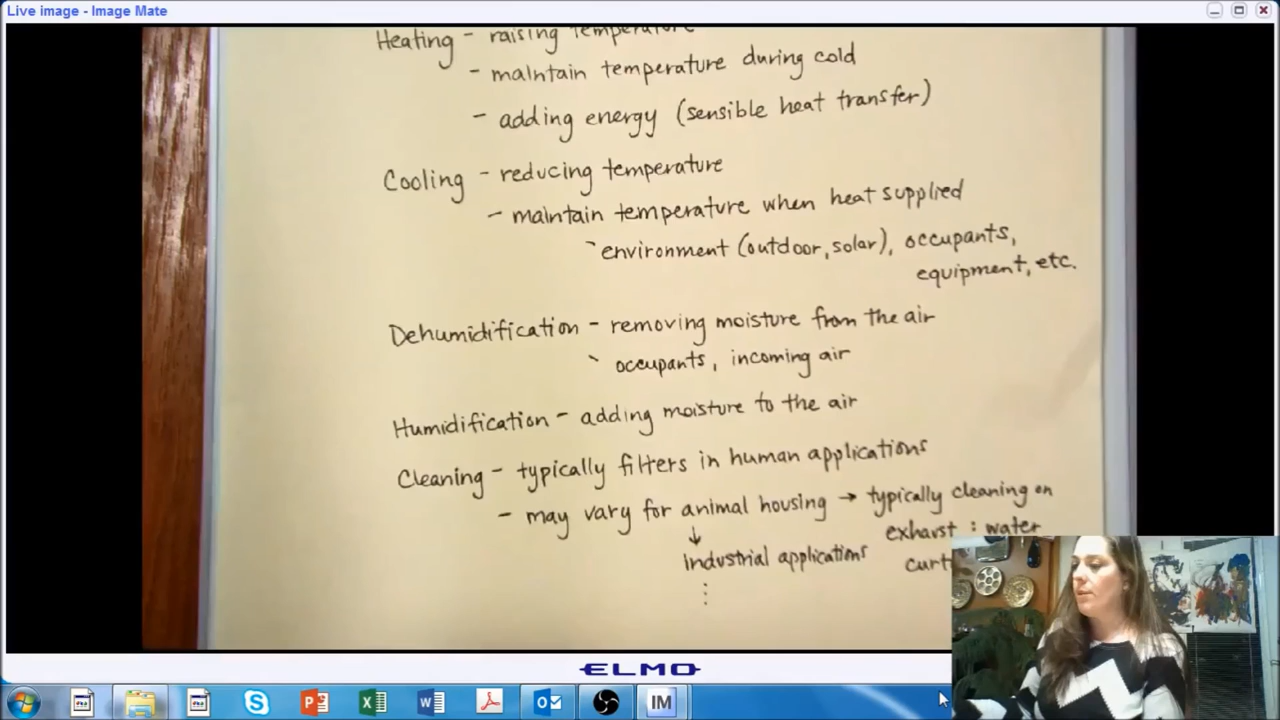 Live image - Image Mate
Heating - raising temperature
- maintain temperature during cold
- adding energy (sensible heat transfer)
Cooling - reducing temperature
- maintain temperature when heat supplied
` environment (outdoor, solar), occupants,
equipment, etc.
Dehumidification - removing moisture from the air
` occupants, incoming air
Humidification - adding moisture to the air
Cleaning - typically filters in human applications
- may vary for animal housing → typically cleaning on
exhaust : water
↓
Industrial applications
⋮
ELMO
IM